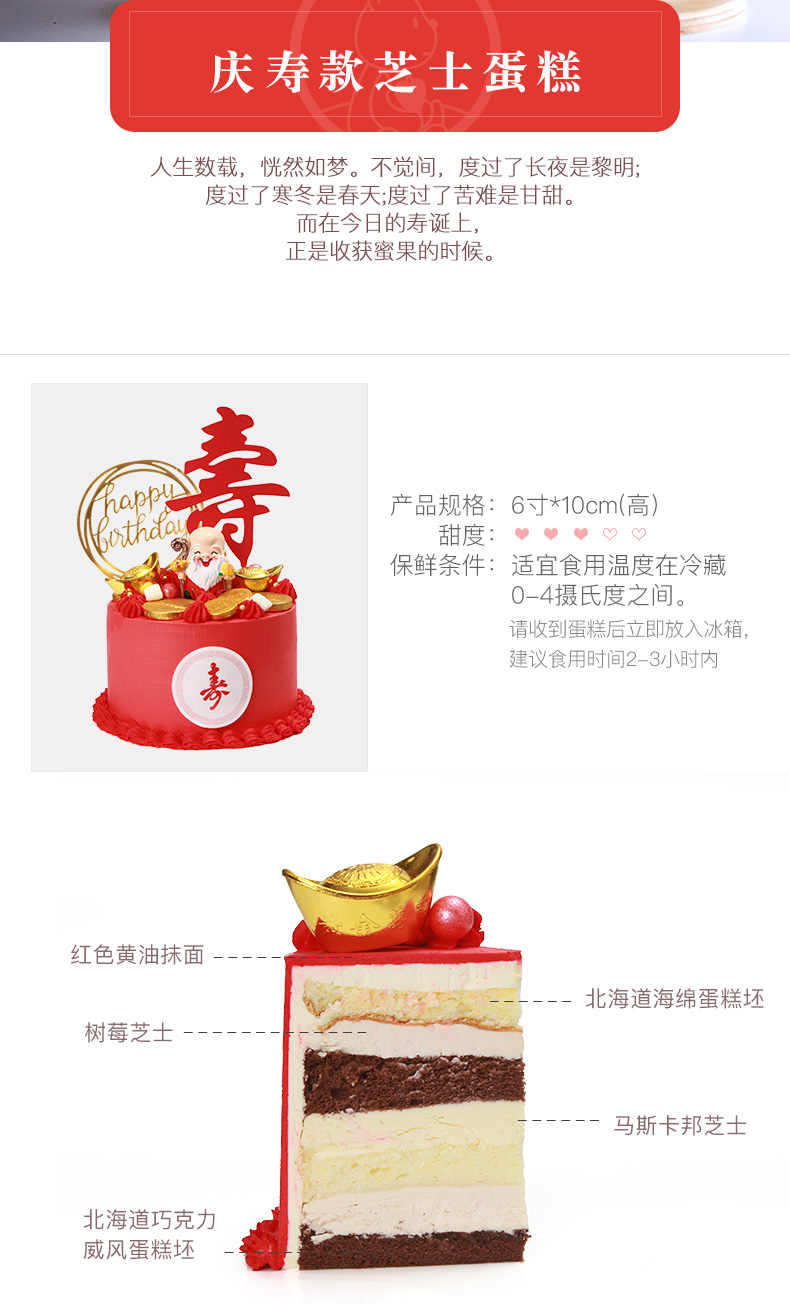 庆寿款芝士蛋糕
人生数载，恍然如梦。不觉间，度过了长夜是黎明;
度过了寒冬是春天;度过了苦难是甘甜。
而在今日的寿诞上，
正是收获蜜果的时候。
寿
happy
birthday
寿
产品规格：6寸*10cm(高)
甜度：
保鲜条件：适宜食用温度在冷藏
0-4摄氏度之间。
请收到蛋糕后立即放入冰箱，
建议食用时间2-3小时内
红色黄油抹面
北海道海绵蛋糕坯
树莓芝士
马斯卡邦芝士
北海道巧克力
威风蛋糕坯